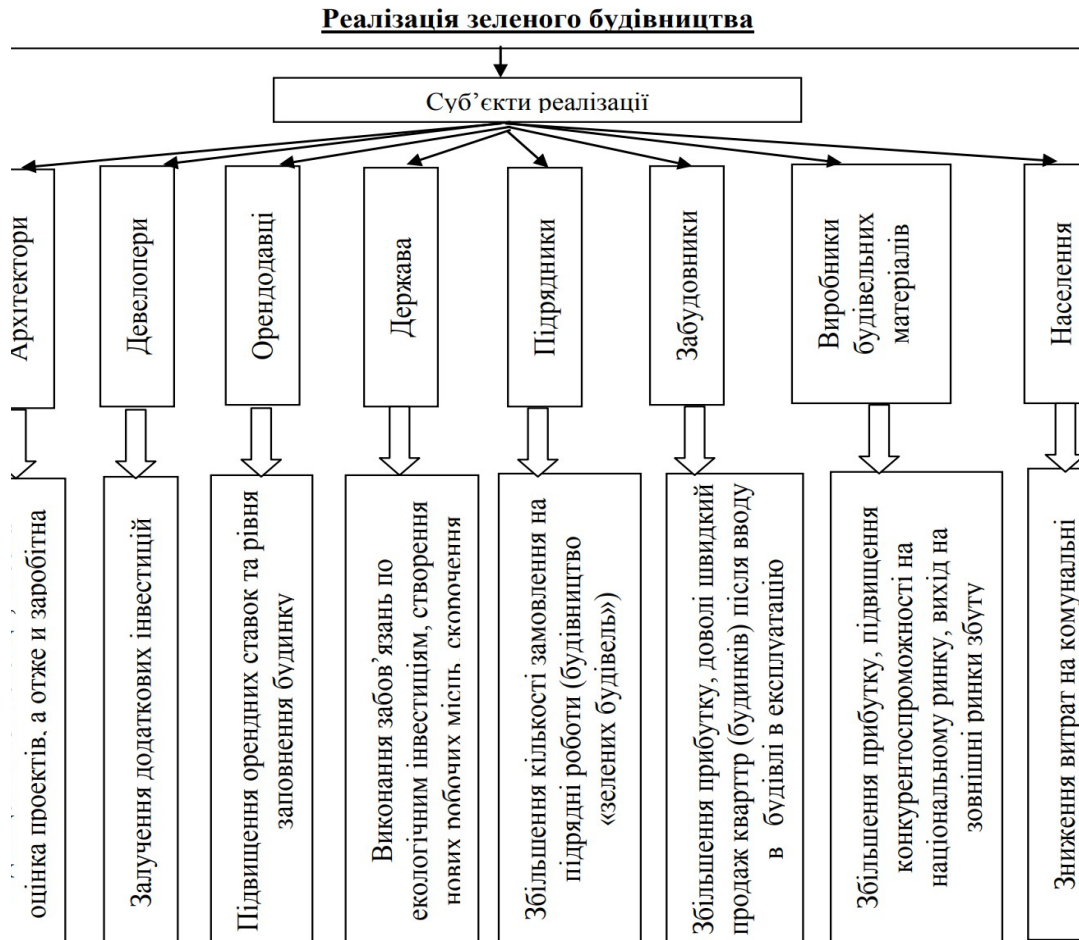 Реалізація зеленого будівництва
Суб’єкти реалізації
Архітектори
Девелопери
Орендодавці
Держава
Підрядники
Забудовники
Виробники
будівельних
матеріалів
Населення
оцінка проектів, а отже и заробітна
Залучення додаткових інвестицій
Підвищення орендних ставок та рівня
заповнення будинку
Виконання забов’язань по
екологічним інвестиціям, створення
нових робочих місць, скорочення
Збільшення кількості замовлення на
підрядні роботи (будівництво
«зелених будівель»)
Збільшення прибутку, доволі швидкий
продаж кварттр (будинків) після вводу
в будівлі в експлуатацію
Збільшення прибутку, підвищення
конкурентоспроможності на
національному ринку, вихід на
зовнішні ринки збуту
Зниження витрат на комунальні